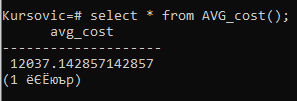 Kursovic=# select * from AVG_cost();
avg_cost
--------------------
12037.142857142857
(1 ёЄЁюър)